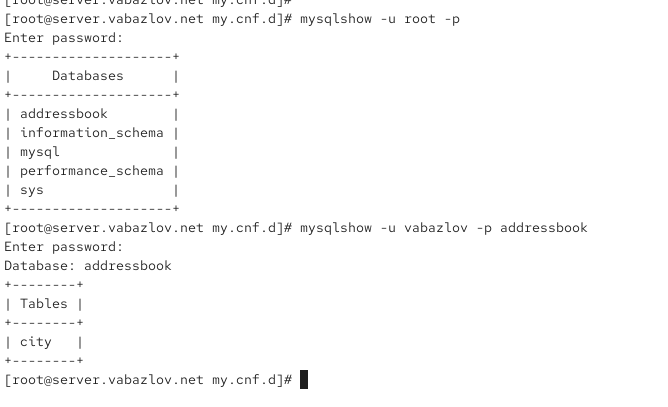 [root@server.vabazlov.net my.cnf.d]#
[root@server.vabazlov.net my.cnf.d]# mysqlshow -u root -p
Enter password:
+--------------------+
|     Databases      |
+--------------------+
| addressbook        |
| information_schema |
| mysql              |
| performance_schema |
| sys                |
+--------------------+
[root@server.vabazlov.net my.cnf.d]# mysqlshow -u vabazlov -p addressbook
Enter password:
Database: addressbook
+--------+
| Tables |
+--------+
| city   |
+--------+
[root@server.vabazlov.net my.cnf.d]#